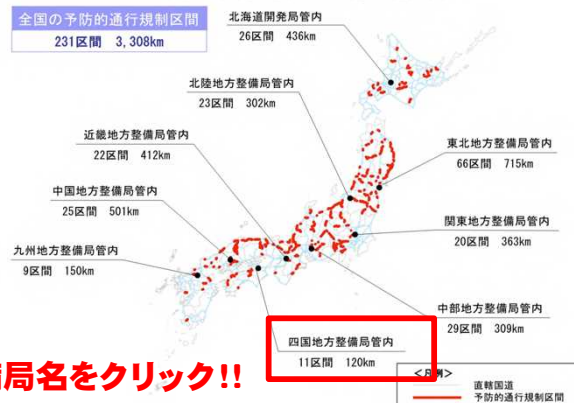 全国の予防的通行規制区間
231区間 3,308km
北海道開発局管内
26区間 436km
北陸地方整備局管内
23区間 302km
近畿地方整備局管内
22区間 412km
東北地方整備局管内
66区間 715km
中国地方整備局管内
25区間 501km
関東地方整備局管内
20区間 363km
九州地方整備局管内
9区間 150km
中部地方整備局管内
29区間 309km
四国地方整備局管内
11区間 120km
局名をクリック!!
<凡例>
直轄国道
予防的通行規制区間